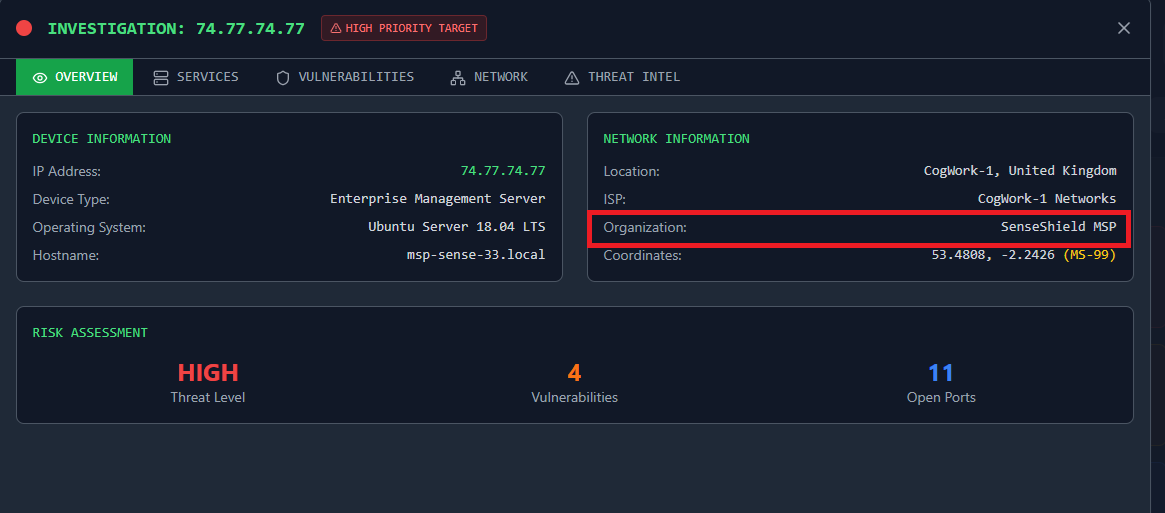 INVESTIGATION: 74.77.74.77 HIGH PRIORITY TARGET
OVERVIEW SERVICES VULNERABILITIES NETWORK THREAT INTEL
DEVICE INFORMATION
IP Address: 74.77.74.77
Device Type: Enterprise Management Server
Operating System: Ubuntu Server 18.04 LTS
Hostname: msp-sense-33.local
NETWORK INFORMATION
Location: CogWork-1, United Kingdom
ISP: CogWork-1 Networks
Organization: SenseShield MSP
Coordinates: 53.4808, -2.2426 (MS-99)
RISK ASSESSMENT
HIGH
Threat Level
4
Vulnerabilities
11
Open Ports